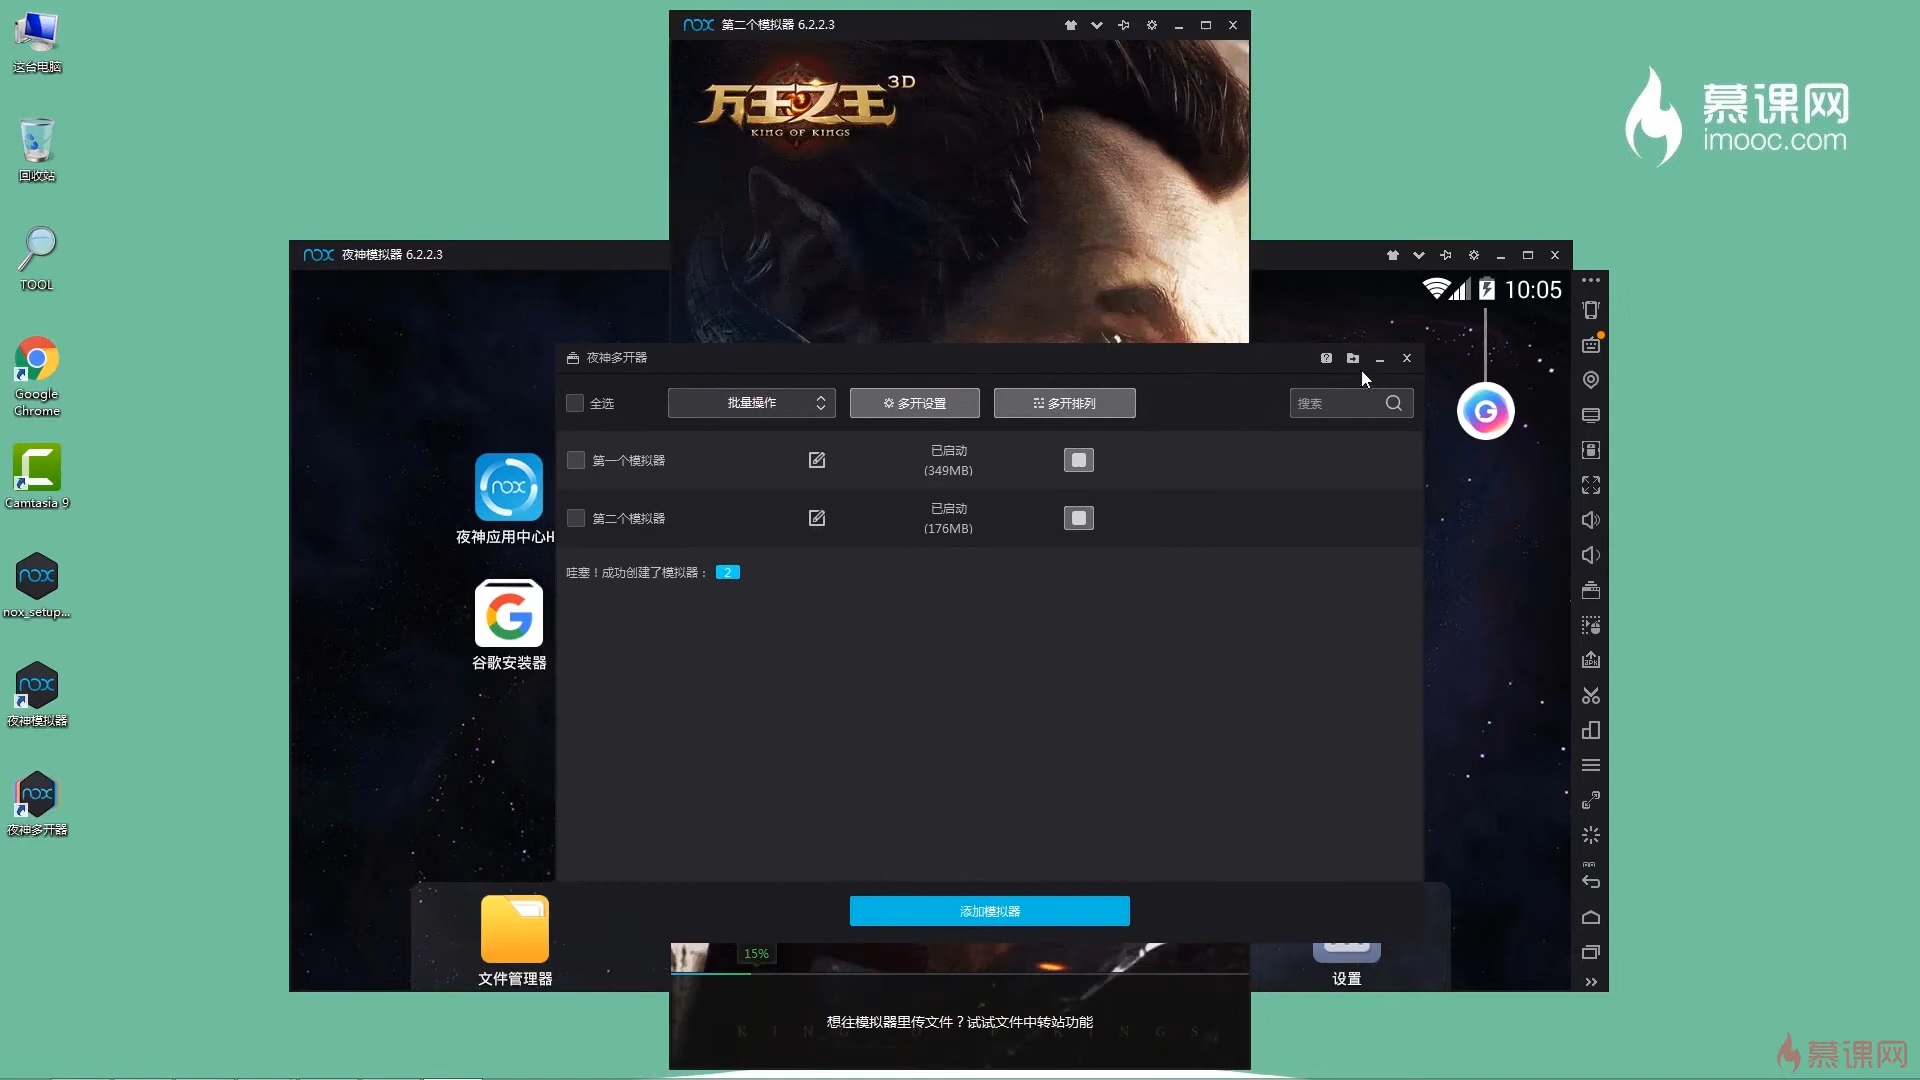 这台电脑
回收站
TOOL
Google
Chrome
Camtasia 9
nox_setup...
夜神模拟器
夜神多开器
nox 第二个模拟器 6.2.2.3
万王之王 3D
KING OF KINGS
慕课网
imooc.com
nox 夜神模拟器 6.2.2.3
10:05
夜神多开器
全选
批量操作
多开设置
多开排列
搜索
第一个模拟器
已启动
(349MB)
第二个模拟器
已启动
(176MB)
哇塞！成功创建了模拟器： 2
nox
夜神应用中心H
谷歌安装器
添加模拟器
文件管理器
15%
设置
想往模拟器里传文件？试试文件中转站功能
慕课网